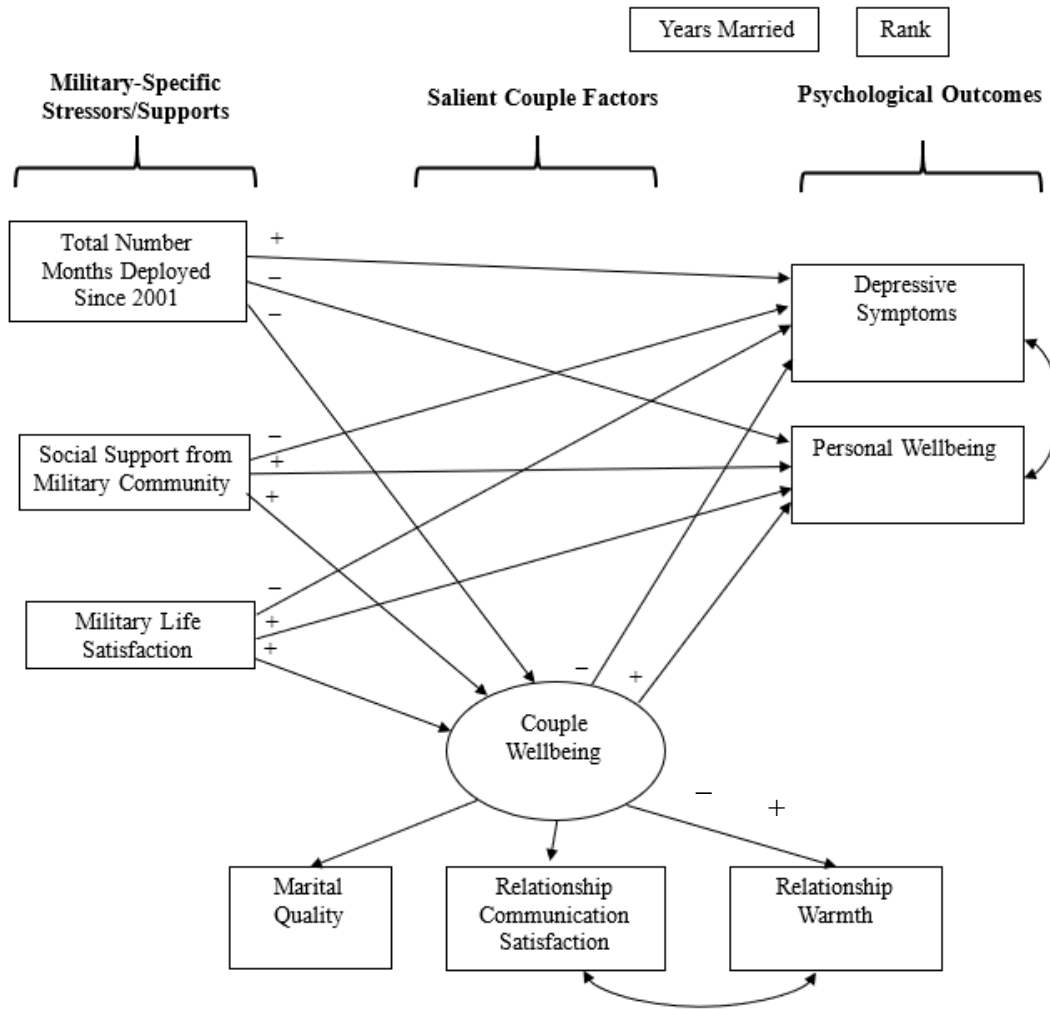 Years Married
Rank
Military-Specific
Stressors/Supports
Salient Couple Factors
Psychological Outcomes
Total Number
Months Deployed
Since 2001
+
–
–
Depressive
Symptoms
Social Support from
Military Community
–
+
+
Personal Wellbeing
Military Life
Satisfaction
–
+
+
–
+
Couple
Wellbeing
–
+
Marital
Quality
Relationship
Communication
Satisfaction
Relationship
Warmth